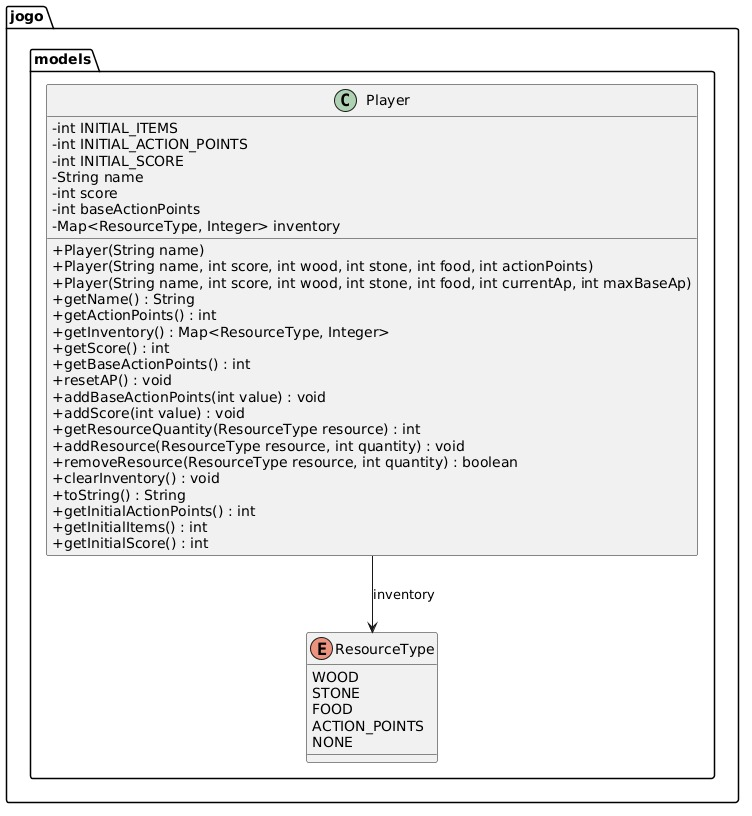 jogo
models
C Player
-int INITIAL_ITEMS
-int INITIAL_ACTION_POINTS
-int INITIAL_SCORE
-String name
-int score
-int baseActionPoints
-Map<ResourceType, Integer> inventory
+Player(String name)
+Player(String name, int score, int wood, int stone, int food, int actionPoints)
+Player(String name, int score, int wood, int stone, int food, int currentAp, int maxBaseAp)
+getName() : String
+getActionPoints() : int
+getInventory() : Map<ResourceType, Integer>
+getScore() : int
+getBaseActionPoints() : int
+resetAP() : void
+addBaseActionPoints(int value) : void
+addScore(int value) : void
+getResourceQuantity(ResourceType resource) : int
+addResource(ResourceType resource, int quantity) : void
+removeResource(ResourceType resource, int quantity) : boolean
+clearInventory() : void
+toString() : String
+getInitialActionPoints() : int
+getInitialItems() : int
+getInitialScore() : int
inventory
E ResourceType
WOOD
STONE
FOOD
ACTION_POINTS
NONE